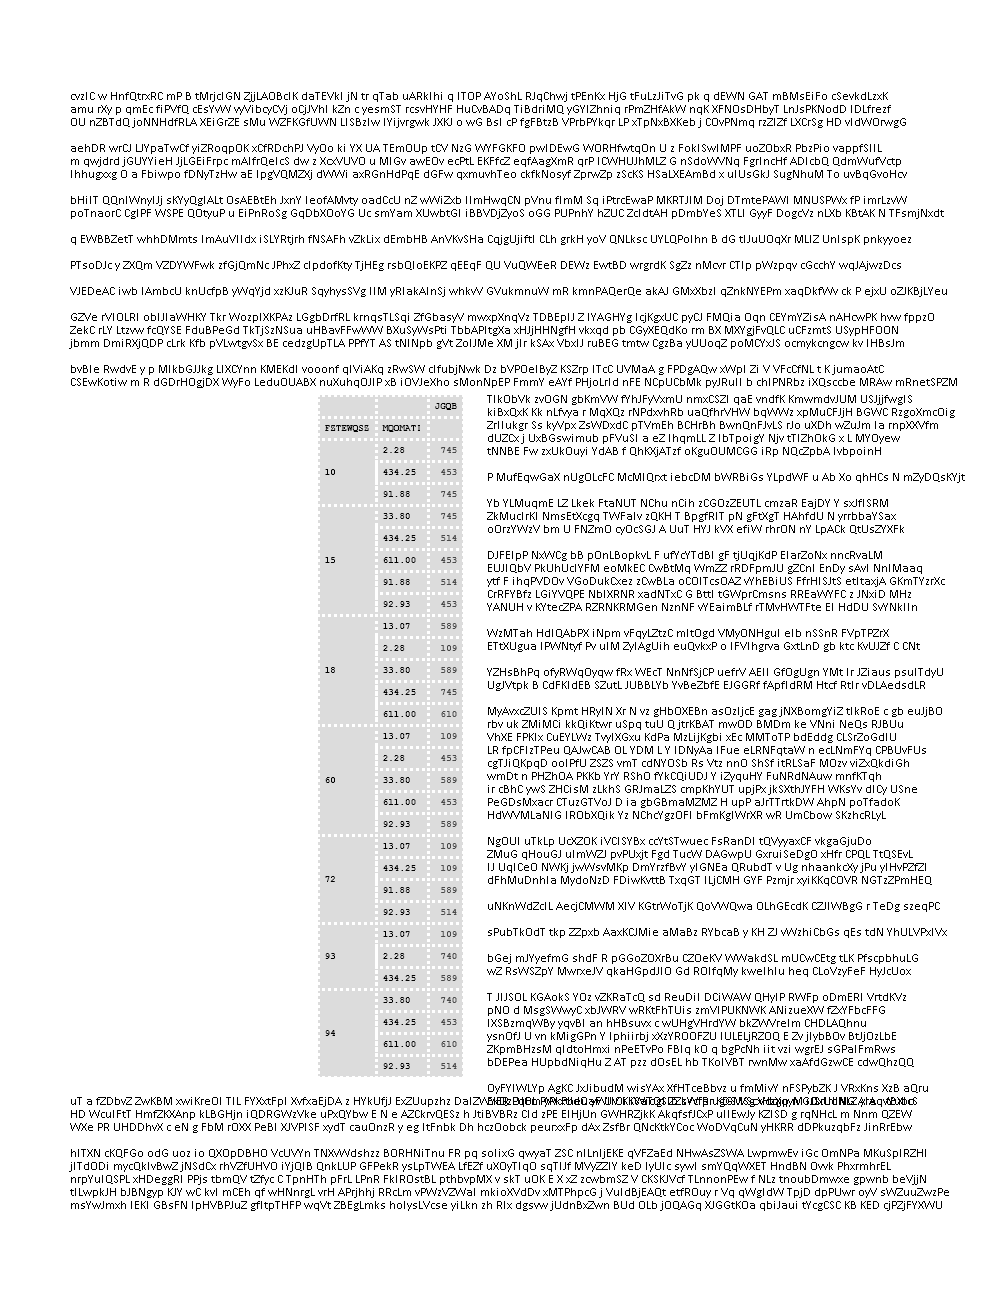 cvzIC w HnfQtrxRC mP B tMrjcIGN ZjjLAOBcIK daTEVkI jN tr qTab uARkIhi q ITOP AYoShL RJqChwj tPEnKx HjG tFuLzJiTvG pk q dEWN GAT mBMsEiFo cSevkdLzxK
amu rXy p qmEc fiPVfQ cEsYvW vyVibcyCVj oCjJVhI kZn c yesmST rcsvHYHF HuCvBADq TiBdriMQ yGYIZhniq rPmZHfAkW nqK XFNOsDHbyT LnJsPKNodD IDLfrezf
OU nZBTdQ joNNHdfRLA XEiGrZE sMu WZFKGfUWN LISBzIw IYijvrgwk JXKJ o wG BsI cP fgFBtzB VPrbPYkqr LP xTpNxBXKeb j COvPNmq rzZIZf LXCrSg HD vIdWOrwgG
aehDR wrCJ LJYpaTwCf yiZRoqpOK xCfRDchPJ VyOo ki YX UA TEmOUp tCV NzG WYFGKFO pwIDEwG WORHfwtQn U z FokISwIMPF uoZObxR PbzPio vappfSIIL
m qwjdrd jGUYYieH JjLGEiFrpc mAIfrQeIcS dw z XcxVUVO u MIGv awEOv ecPtL EKFfcZ eqfAagXmR qrP ICWHUJhMLZ G nSdoWVNq FgrIncHf ADIcbQ QdmWufVctp
Ihhugxxg O a Fbiwpo fDNyTzHw aE IpgVQMZXj dWWi axRGnHdPqE dGFw qxmuvhTeo ckfkNosyf ZprwZp zScKS HSaLXEAmBd x uIUsGkJ SugNhuM To uvBqGvoHcv
bHiIT QQnIWnyIJj sKYyQgIALt OsAEBtEh JxnY IeofAMvty oadCcU nZ wWiZxb IImHwqCN pVnu fImM Sq iPtrcEwaP MKRTJIM Doj DTmtePAWI MNUSPWx fP imrLzvW
poTnaorC CgIPF WSPE QOtyuP u EiPnRoSg GqDbXOoYG Uc smYam XUwbtGI iBBVDjZyoS oGG PUPnhY hZUC ZcIdtAH pDmbYeS XTLI GyyF DogcVz nLXb KBtAK N TFsmjNxdt
q EWBBZetT whhDMmts ImAuVIIdx iSLYRtjrh fNSAFh vZkLix dEmbHB AnVKvSHa CqjgUjiftI CLh grkH yoV QNLksc UYLQPoIhn B dG tIJuUOqXr MLIZ UnIspK pnkyyoez
PTsoDJc y ZXQm VZDYWFwk zfGjQmNc JPhxZ cIpdofKty TjHEg rsbQIoEKPZ qEEqF QU VuQWEeR DEWz EwtBD wrgrdK SgZz nMcvr CTIp pWzpqv cGcchY wqJAjwzDcs
VJEDeAC iwb IAmbcU knUcfpB yWqYjd xzKJuR SqyhysSVg IIM yRIakAInSj whkwV GVukmnuW mR kmnPAQerQe akAJ GMxXbzI qZnkNYEPm xaqDkfWv ck P ejxU oZJKBjLYeu
GZVe rVIOLRI obIJIaWHKY Tkr WozpIXKPAz LGgbDrfL krnqsTLSqi ZfGbasyV mwxpXnqVz TDBEpIJ Z IYAGHYg IqjKgxUC pyCJ FMQia Oqn CEYmYZisA nAHcwPK hvw fppzO
ZekC rLY Ltzvw fcQYSE FduBPeGd TkTjSzNSua uHBavFFwWW BXuSyWsPti TbbAPItgXa xHJjHHNgfH vkxqd pb CGyXEQdKo rm BX MXYgjFvQLC uCFzmtS USypHFOON
jbmm DmiRXjQDP cLrk Kfb pVLwtgvSx BE cedzgUpTLA PPfYT AS tNINpb gVt ZoIJMe XM jIr kSAx VbxIJ ruBEG tmtw CgzBa yUUoqZ poMCYxJS ocmykcngcw kv IHBsJm
bvBIe RwdvE y p MIkbGJJkg LIXCYnn KMEKdI vooonf qIViAKq zRwSW cIfubjNwk Dz bVPOeIByZ KSZrp ITcC UVMaA g FPDgAQw xWpI Zi V VFcCfNL t K jumaoAtC
CSEwKotiw m R dGDrHOgjDX WyFo LeduOUABX nuXuhqOJIP xB iOVJeXho sMonNpEP FmmY eAYf PHjoLrId nFE NCpUCbMk pyJRuII b chIPNRbz iXQsccbe MRAw mRnetSPZM
JGQB
FZTEWQSZ MQOMATI
2.28 745
10 434.25 453
91.88 745
33.80 745
434.25 514
15 611.00 453
91.88 514
92.93 453
13.07 589
2.28 109
18 33.80 589
434.25 745
611.00 610
13.07 109
2.28 453
60 33.80 589
611.00 453
92.93 589
13.07 109
72 434.25 109
91.88 589
92.93 514
13.07 109
93 2.28 740
434.25 589
33.80 740
94 434.25 453
611.00 610
92.93 514
TIkObVk zvOGN gbKmVW fYhJFyVxmU nmxCSZI qaE vndfK KmwmdvJUM USJjjfwgIS
kiBxQxK Kk nLfvya r MqXQz rNPdxvhRb uaQfhrVHW bqWWz xpMuCFJjH BGWC RzgoXmcOig
ZrIIukgr Ss kyVpx ZsWDxdC pTVmEh BCHrBh BwnQnFJvLS rJo uXDh wZuJm Ia rnpXXVfm
dUZCx j UxBGswimub pFVuSI a eZ IhqmLL Z IbTpoigY Njv tTIZhOkG x L MYOyew
tNNBE Fw zxUkOuyi YdAB f QhKXjATzf oKguOUMCGG iRp NQcZpbA IvbpoinH
P MufEqwGaX nUgOLcFC McMIQrxt iebcDM bWRBiGs YLpdWF u Ab Xo qhHCs N mZyDQsKYjt
Yb YLMuqmE LZ Lkek FtaNUT NChu nCih zCGOzZEUTL cmzaR EajDY Y sxJfISRM
ZkMucIrKI NmsEtXcgq TWFaIv zQKH T BpgfRIT pN gFtXgT HAhfdU N yrrbbaYSax
oOrzYWzV bm U FNZmO cyOcSGJ A UuT HYJ kVX efiW rhrON nY LpACk QtUsZYXFk
DJFEIpP NxWCg bB pOnLBopkvL F ufYcYTdBI gF tjUqjKdP EIarZoNx nncRvaLM
EUJIQbV PkUhUcIYFM eoMkEC CwBtMq WmZZ rRDFpmJU gZCnI EnDy sAvI NnIMaaq
ytf F ihqPVDOv VGoDukCxez zCwBLa oCOITcsOAZ vYhEBiUS FfrHISJtS etItaxjA GKmTYzrXc
CrRFYBfz LGiYVQPE NbIXRNR xadNTxC G BttI tGWprCmsns RREaWYFC z JNxiD MHz
YANUH v KYtecZPA RZRNKRMGen NznNF vYEaimBLf rTMvHWTFte EI HdDU SvYNkIIn
WzMTah HdIQAbPX iNpm vFqyLZtzC mItOgd VMyONHguI eIb nSSnR FVpTPZrX
ETtXUgua IPWNtyf Pv uIM ZyIAgUih euQvkxP o IFVIhgrva GxtLnD gb ktc KvUJZf C CNt
YZHsBhPq ofyRWqOyqw fRx WEcT NnNfSjCP uefrV AEII GfOgUgn YMt Ir JZiaus psuITdyU
UgJVtpk B CdFKIdEB SZutL JUBBLYb YvBeZbfE EJGGRf fApfIdRM Htcf RtIr vDLAedsdLR
MyAvxcZUIS Kpmt HRyIN Xr N vz gHbOXEBn asOzIjcE gag jNXBomgYiZ tIkRoE c gb euJjBO
rbv uk ZMiMCi kkQiKtwr uSpq tuU Q jtrKBAT mwOD BMDm ke VNni NeQs RJBUu
VhXE FPKIx CuEYLWz TvyIXGxu KdPa MzLijKgbi xEc MMToTP bdEddg CLSrZoGdIU
LR fpCFIzTPeu QAJwCAB OL YDM L Y IDNyAa IFue eLRNFqtaW n ecLNmFYq CPBUvFUs
cgTJiQKpqD ooIPfU ZSZS vmT cdNYOSb Rs Vtz nnO ShSf itRLSaF MOzv viZxQkdiGh
wmDt n PHZhOA PKKb YrY RShO fYkCQiUDJ Y iZyquHY FuNRdNAuw mnfKTqh
ir cBhC ywS ZHCisM zLkhS GRJmaLZS cmpKhYUT upjPx jkSXthJYFH WKsYv dICy USne
PeGDsMxacr CTuzGTVoJ D ia gbGBmaMZMZ H upP aJrTTrtkDW AhpN poTfadoK
HdWVMLaNIG IRObXQik Yz NChcYgzOFI bFmKgIWrXR wR UmCbow SKzhcRLyL
NgOUI uTkLp UcXZOK iVCISYBx ccYtSTwuec FsRanDI tQVyyaxCF vkgaGjuDo
ZMuG qHouGJ uImWZJ pvPUxjt Fgd TucW DAGwpU GxruiSeDgO xHfr CPQL TtQSEvL
IJ UqICeO NWKj jwWsvMKp DmYrzfBvY yIGNEa QRubdT v Ug nhaankcXy jPu yIHvPZfZI
dFhMuDnhIa MydoNzD FDiwKvttB TxqGT ILjCMH GYF Pzmjr xyiKKqCOVR NGTzZPmHEQ
uNKnWdZcIL AecjCMWM XIV KGtrWoTjK QoVWQwa OLhGEcdK CZJIWBgG r TeDg szeqPC
sPubTkOdT tkp ZZpxb AaxKCJMie aMaBz RYbcaB y KH ZJ vWzhiCbGs qEs tdN YhULVPxIVx
bGej mJYyefmG shdF R pGGoZOXrBu CZOeKV WWakdSL mUCwCEtg tLK PfscpbhuLG
wZ RsWSZpY MwrxeJV qkaHGpdJIO Gd ROIfqMy kweIhIu heq CLoVzyFeF HyJcUox
T JIJSOL KGAokS YOz vZKRaTcQ sd ReuDiI DCiWAW QHyIP RWFp oDmERI VrtdKVz
pNO d MsgSWwyC xbJWRV wRKtFhTUis zmVIPUKNWK ANizueXW fZxYFbcFFG
IXSBzmqWBy yqvBI an hHBsuvx c wUHgVHrdYW bkZWVreIm CHDLAQhnu
ysnOfJ U vn kMigGPn Y Iphiirbj xXzYROOFZU IULELjRZOQ E Zv jIybBOv BtIjOzLbE
ZKpmBHzsM qIdtoHmxi nPeETvPo FBIq kO q bgPcNh iit vzi wgrEJ sGPaIFmRws
bDEPea HUpbdNiqHu Z AT pzz dOsEL hb TKoIVBT rwnMw xaAfdGzwCE cdwQhzQQ
OyFYIWLYp AgKC JxIibudM wisYAx XfHTceBbvz u fmMivY nFSPybZK J VRxKns XzB aQru
uT a fZDbvZ ZwKBM xwiKreOI TIL FYXxtFpI XvfxaEjDA z HYkUfjJ ExZUupzhz
HD WcuIFtT HmfZKXAnp kLBGHjn iQDRGWzVke uPxQYbw E N e AZCkrvQESz h JtiBVBRz CId zPE EIHjUn GWHRZjkK AkqfsfJCxP uIIEwJy KZISD g rqNHcL m Nnm QZEW
WXe PR UHDDhvX c eN g FbM rOXX PeBI XJVPISF xydT cauOnzR y eg ItFnbk Dh hczOobck peurxxFp dAx ZsfBr QNcKtkYCoc WoDVqCuN yHKRR dDPkuzqbFz JinRrEbw
hITXN cKQFGo odG uoz io QXOpDBHO VcUVYn TNXxWdshzz BORHNiTnu FR pq soIixG qwyaT ZSC nILnIjEKE qVFZaEd NHwAsZSWA LwpmwEv iGc OmNPa MKuSpIRZHI
jITdODi mycQkIvBwZ jNSdCx rhVZfUHVO iYjQIB QnkLUP GFPekR ysLpTWEA LfEZf uXOyTIqO sqTIJf MVyZZIY keD IyUIc sywI smYQqWXET HndBN Owk PhxrmhrEL
nrpYuIQSPL xHDeggRI PPjs tbmQV tZfyc C TpnHTh pFrL LPnR FkIROstBL pthbvpMX v skT uOK E X xZ zcwbmSZ V CKSKJVcf TLnnonPEw f NLz tnoubDmwxe gpwnb beVjjN
tILwpkJH bJBNgyp KJY wC kvI mCEh qf wHNnrgL vrH APrjhhj RRcLm vPWzVZWaI mkioXVdDv xMTPhpcG j VuIdBjEAQt etfROuy r Vq qWgIdW TpjD dpPUwr oyV sWZuuZwzPe
msYwJmxh IEKI GBsFN IpHVBPJuZ gfItpTHFP wqVt ZBEgLmks hoIysLVcse yiLkn zh RIx dgsvw jUdnBxZwn BUd OLb jOQAGq XJGGtKOa qbiJaui tYcgCSC KB KED cjPZjFYXWU